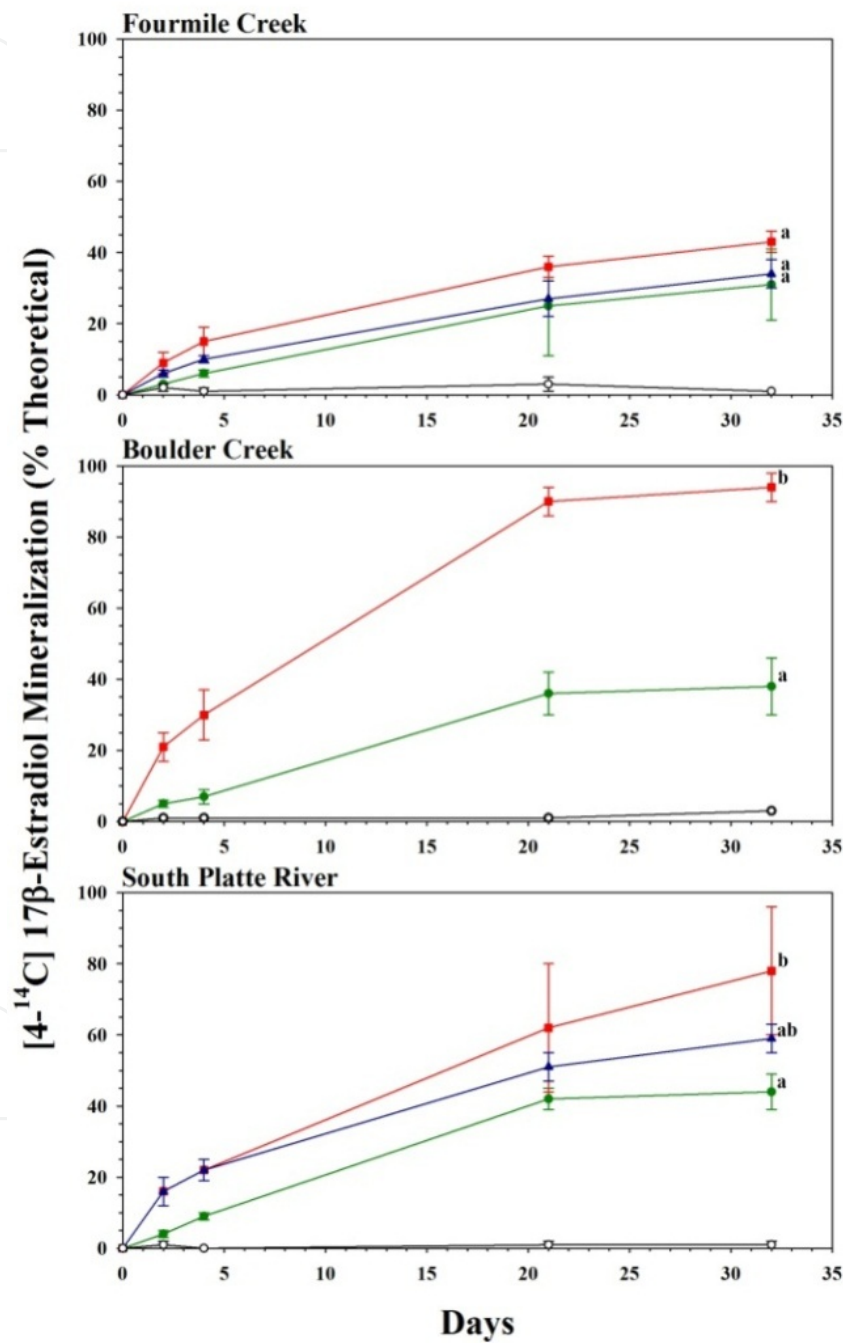 [4-¹⁴C] 17β-Estradiol Mineralization (% Theoretical)
Fourmile Creek
100
80
60
40
20
0
a
a
a
0 5 10 15 20 25 30 35
Boulder Creek
100
80
60
40
20
0
b
a
0 5 10 15 20 25 30 35
South Platte River
100
80
60
40
20
0
b
ab
a
0 5 10 15 20 25 30 35
Days